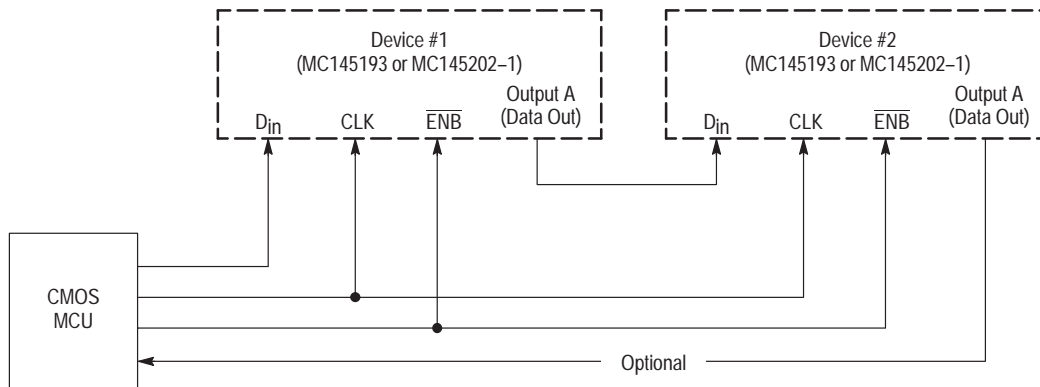 Device #1
(MC145193 or MC145202–1)
Output A
(Data Out)
Din
CLK
ENB
Device #2
(MC145193 or MC145202–1)
Output A
(Data Out)
Din
CLK
ENB
CMOS
MCU
Optional